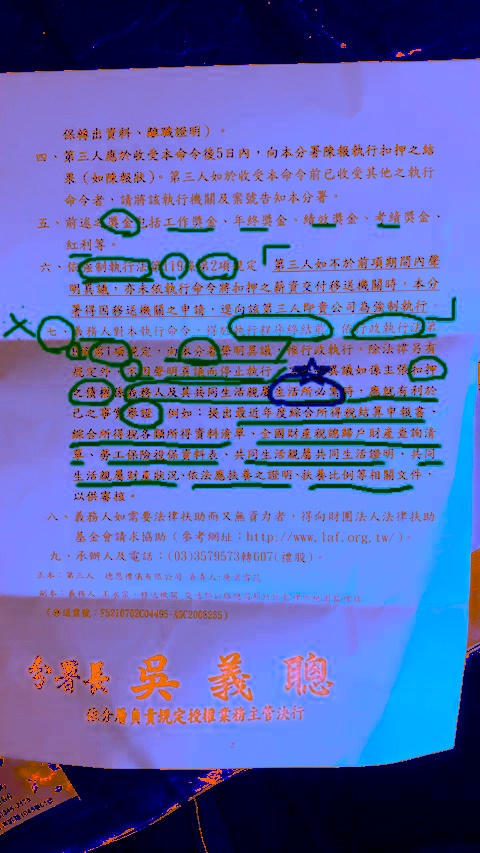 保轉出資料、離職證明)。
四、第三人應於收受本命令後5日內，向本分署陳報執行扣押之結
果(如陳報狀)。第三人如於收受本命令前已收受其他之執行
命令者，請將該執行機關及案號告知本分署。
五、前述之獎金包括工作獎金、年終獎金、績效獎金、考績獎金、
紅利等。
六、依強制執行法第119條第2項規定，第三人如不於前項期間內聲
明異議，亦未依執行命令將扣押之薪資交付移送機關時，本分
署得因移送機關之申請，逕向該第三人即貴公司為強制執行。
七、義務人對本執行命令，得於執行程序終結前，依行政執行法第
規定，向本分署聲明異議。惟行政執行，除法律另有
規定外，不因聲明異議而停止執行。異議如係主張扣押
之債權係義務人及其共同生活親屬生活所必需時，應就有利於
己之事實舉證，例如：提出最近年度綜合所得稅結算申報書、
綜合所得稅各類所得資料清單、全國財產稅總歸戶財產查詢清
單、勞工保險投保資料表、共同生活親屬共同生活證明、共同
生活親屬財產狀況、依法應扶養之證明、扶養比例等相關文件，
以供審核。
八、義務人如需要法律扶助而又無資力者，得向財團法人法律扶助
基金會請求協助(參考網址：http://www.laf.org.tw/)。
九、承辦人及電話：(03)3579573轉607(禮股)。
正本：第三人 德恩禮儀有限公司
副本：義務人
分署長 吳義聰
依分層負責規定授權業務主管決行
2